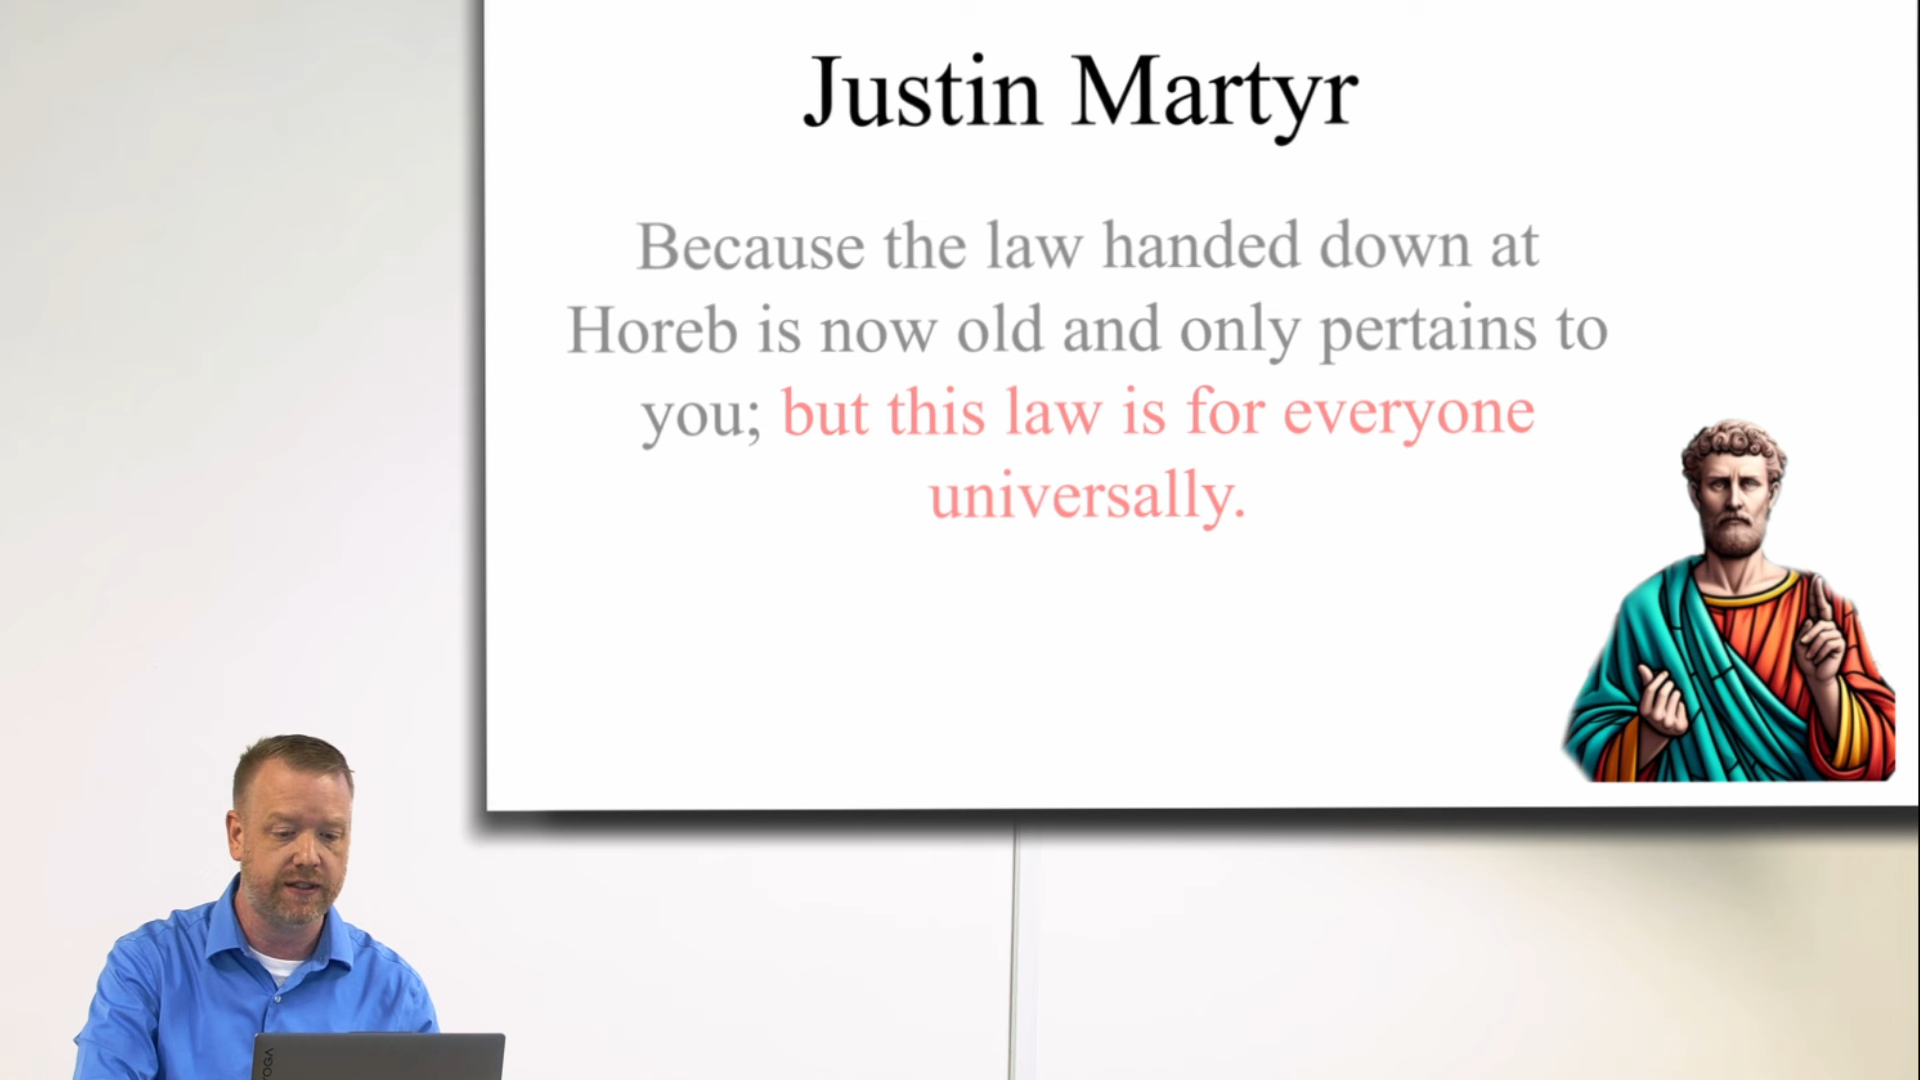 Justin Martyr
Because the law handed down at
Horeb is now old and only pertains to
you; but this law is for everyone
universally.
YOGA